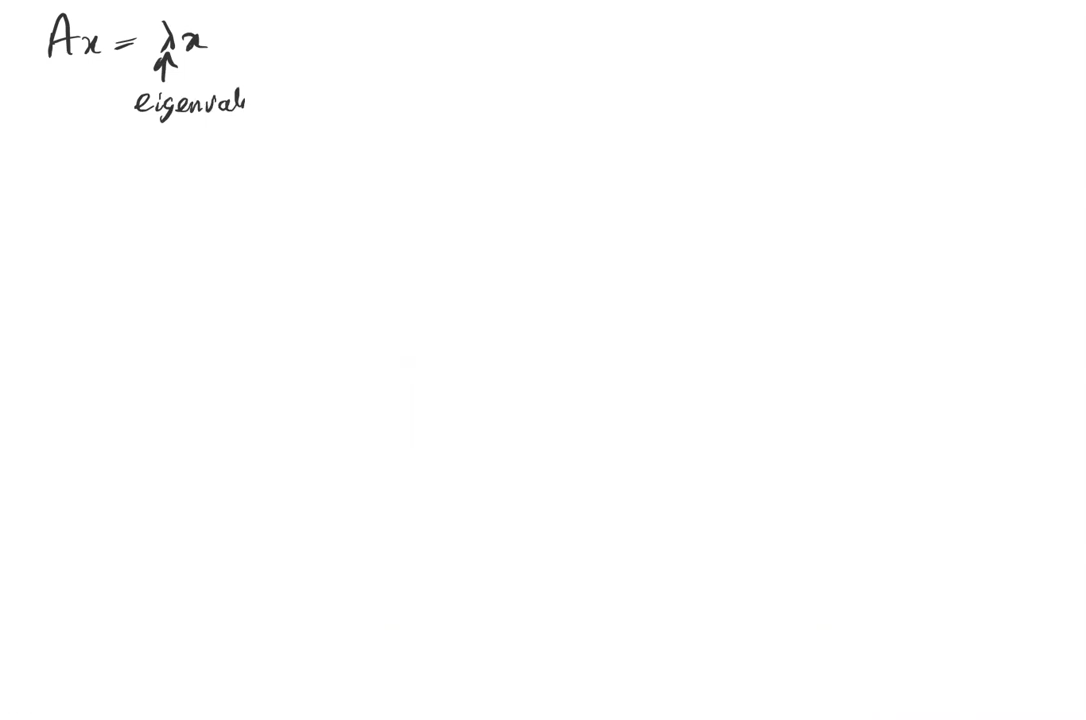 Ax = λx
↑
eigenval